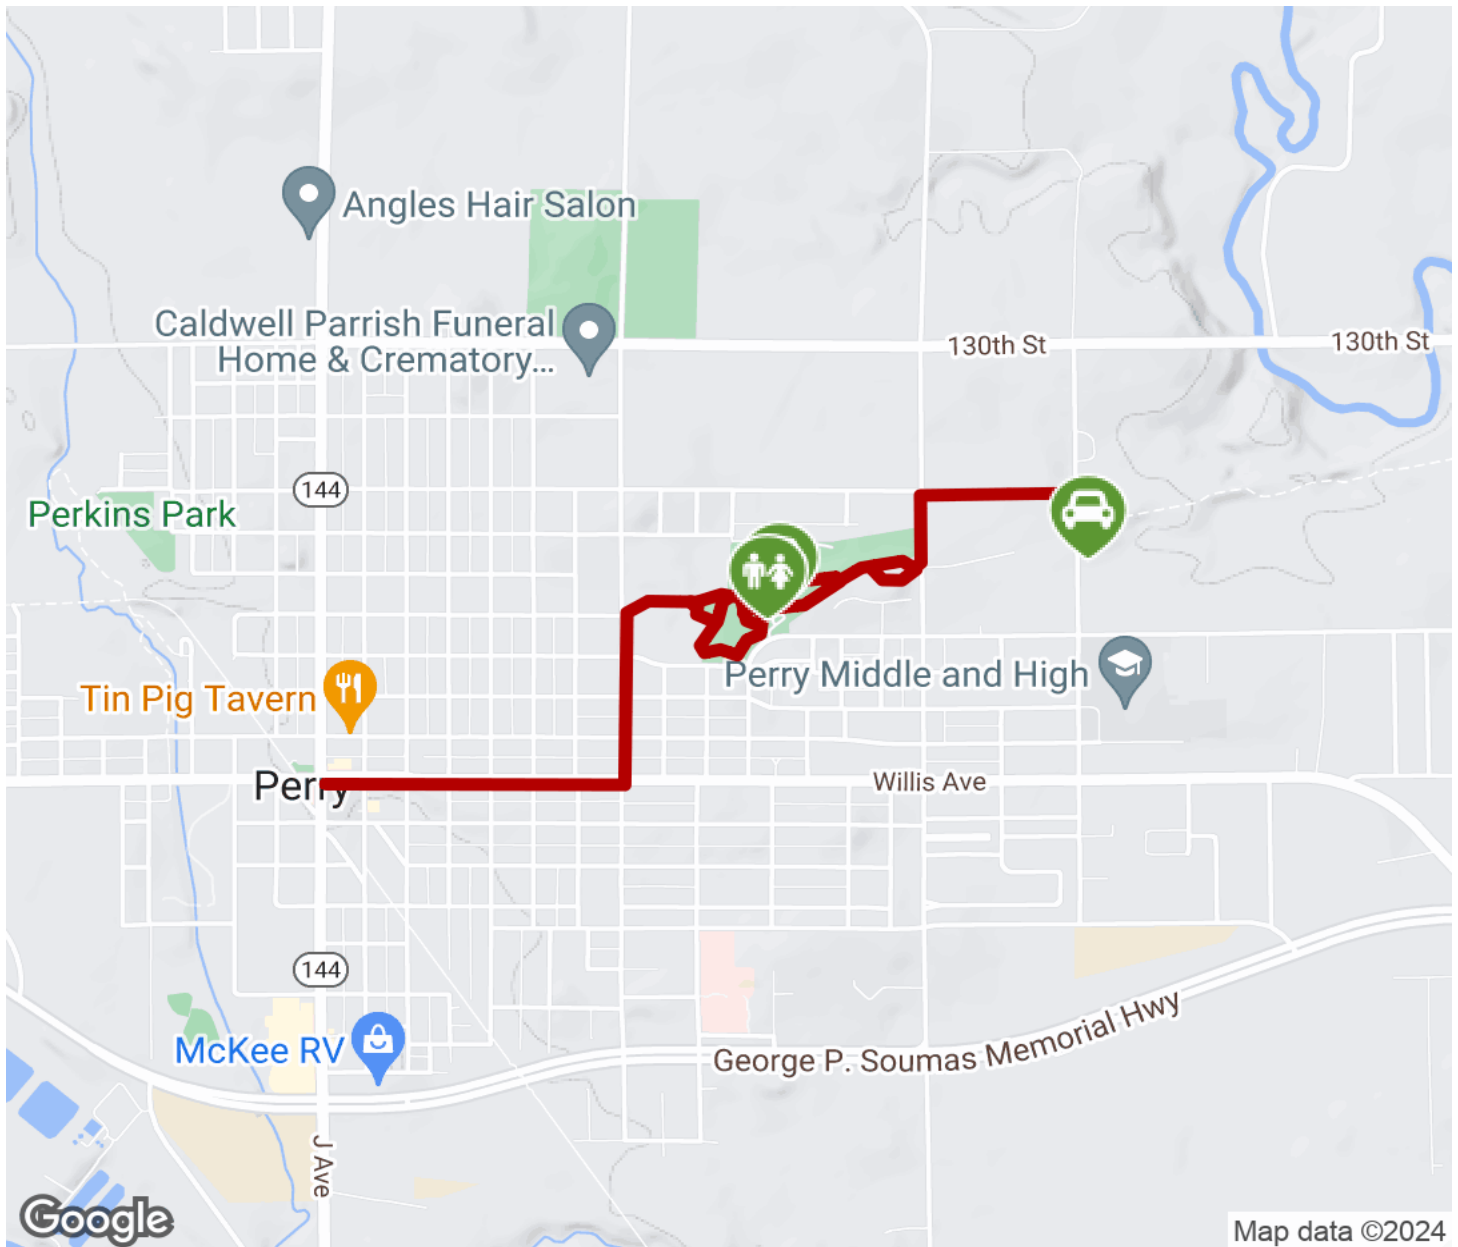 Angles Hair Salon
Caldwell Parrish Funeral
Home & Crematory...
130th St
130th St
144
Perkins Park
Perry Middle and High
Tin Pig Tavern
Perry
Willis Ave
144
McKee RV
George P. Soumas Memorial Hwy
J Ave
Google
Map data ©2024